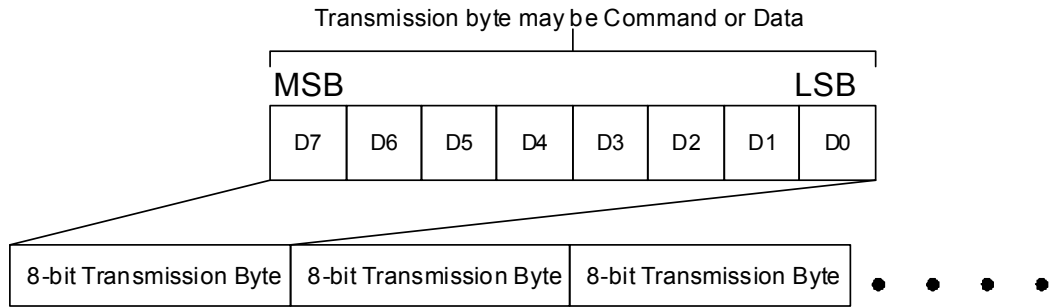 Transmission byte may be Command or Data
MSB LSB
D7 D6 D5 D4 D3 D2 D1 D0
8-bit Transmission Byte 8-bit Transmission Byte 8-bit Transmission Byte